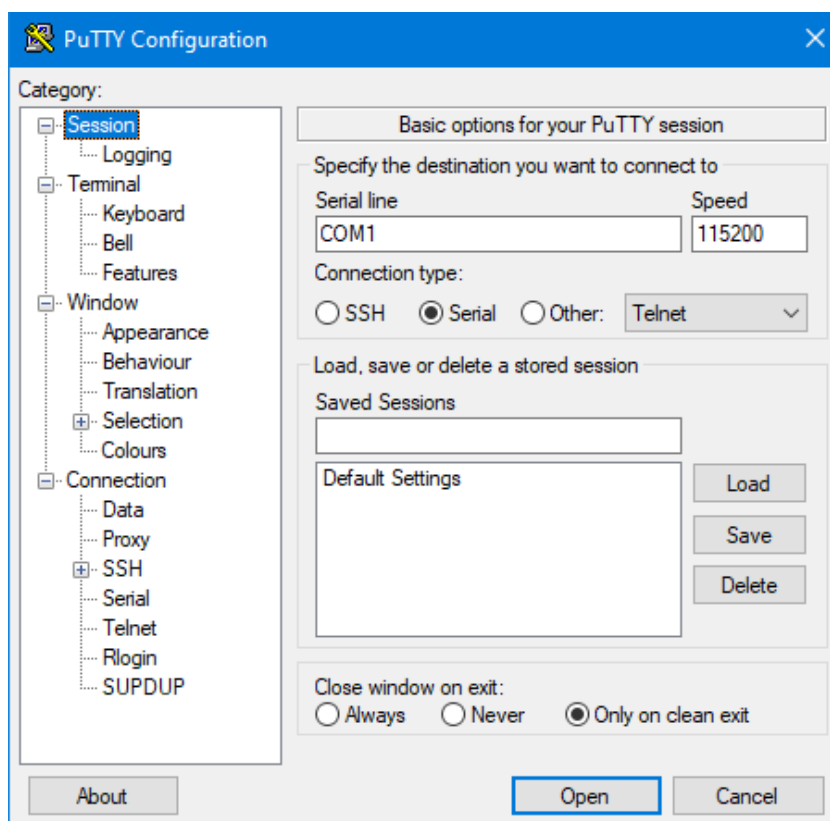 PuTTY Configuration
Category:
Session
Logging
Terminal
Keyboard
Bell
Features
Window
Appearance
Behaviour
Translation
Selection
Colours
Connection
Data
Proxy
SSH
Serial
Telnet
Rlogin
SUPDUP
Basic options for your PuTTY session
Specify the destination you want to connect to
Serial line Speed
COM1 115200
Connection type:
SSH Serial Other: Telnet
Load, save or delete a stored session
Saved Sessions
Default Settings
Load
Save
Delete
Close window on exit:
Always Never Only on clean exit
About Open Cancel